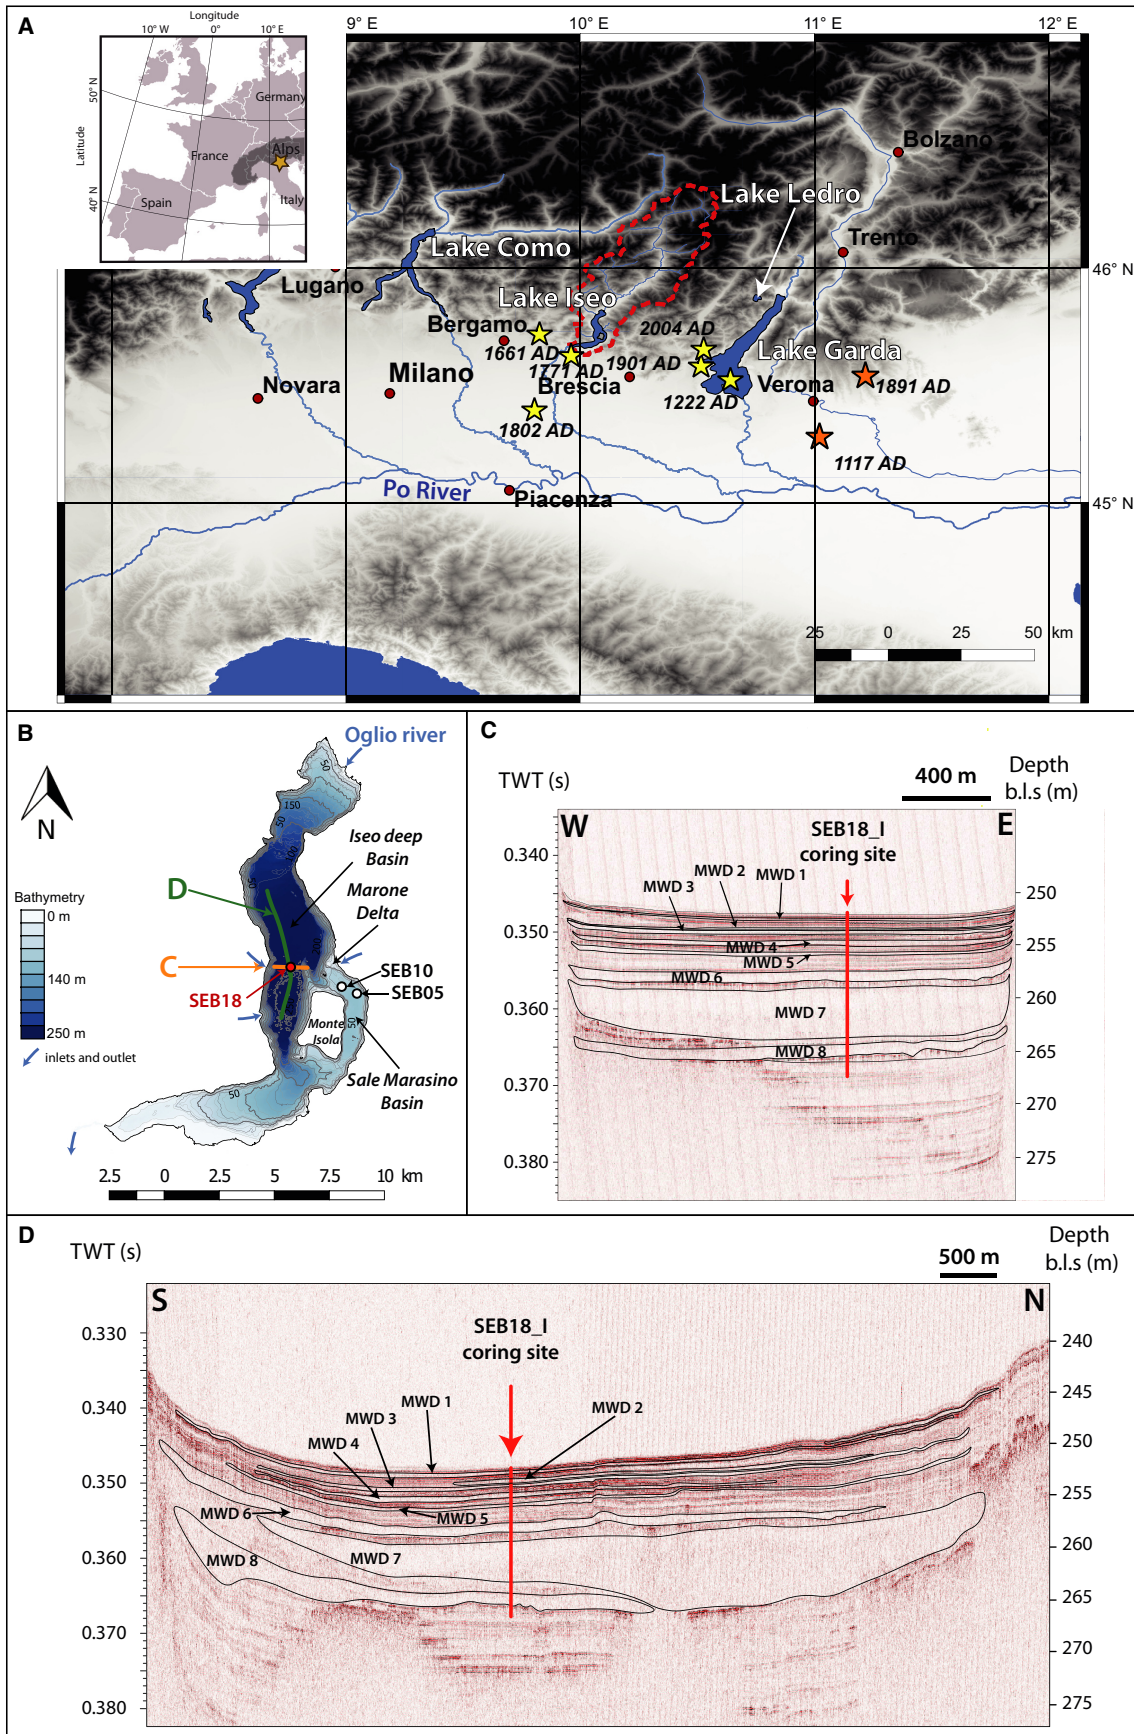 A
Longitude
10° W
0°
10° E
Latitude
50° N
40° N
Germany
France
Alps
Spain
Italy
9° E
10° E
11° E
12° E
46° N
45° N
Bolzano
Lake Ledro
Trento
Lake Como
Lugano
Lake Iseo
Bergamo
2004 AD
1661 AD
1771 AD
1901 AD
Lake Garda
Milano
Brescia
Verona
1891 AD
Novara
1222 AD
1802 AD
1117 AD
Po River
Piacenza
25
0
25
50 km
B
Oglio river
N
50
150
50
100
50
Iseo deep
Basin
Marone
Delta
D
Bathymetry
0 m
140 m
250 m
200
C
SEB10
SEB18
SEB05
Monte
Isola
50
inlets and outlet
Sale Marasino
Basin
50
2.5
0
2.5
5
7.5
10 km
C
TWT (s)
400 m
Depth
b.l.s (m)
W
SEB18_I
coring site
E
0.340
0.350
0.360
0.370
0.380
MWD 1
MWD 2
MWD 3
MWD 4
MWD 5
MWD 6
MWD 7
MWD 8
250
255
260
265
270
275
D
TWT (s)
500 m
Depth
b.l.s (m)
S
SEB18_I
coring site
N
0.330
0.340
0.350
0.360
0.370
0.380
MWD 1
MWD 2
MWD 3
MWD 4
MWD 6
MWD 5
MWD 8
MWD 7
240
245
250
255
260
265
270
275